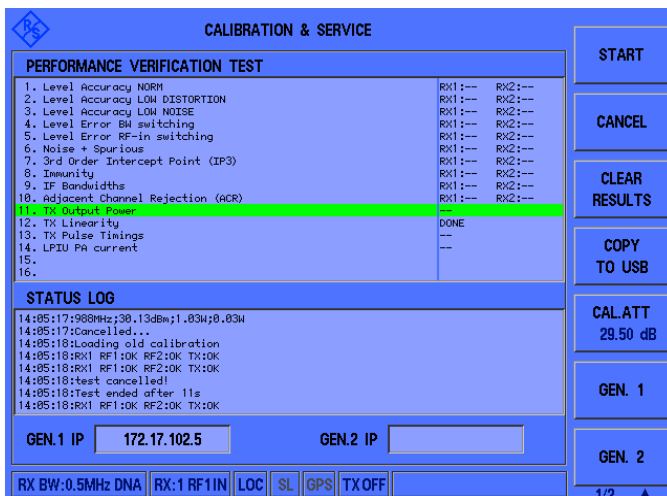 R&S
CALIBRATION & SERVICE
PERFORMANCE VERIFICATION TEST
1. Level Accuracy NORM RX1:-- RX2:--
2. Level Accuracy LOW DISTORTION RX1:-- RX2:--
3. Level Accuracy LOW NOISE RX1:-- RX2:--
4. Level Error BW switching RX1:-- RX2:--
5. Level Error RF-in switching RX1:-- RX2:--
6. Noise + Spurious RX1:-- RX2:--
7. 3rd Order Intercept Point (IP3) RX1:-- RX2:--
8. Immunity RX1:-- RX2:--
9. IF Bandwidths RX1:-- RX2:--
10. Adjacent Channel Rejection (ACR) RX1:-- RX2:--
11. TX Output Power --
12. TX Linearity DONE
13. TX Pulse Timings --
14. LPIU PA current --
15.
16.
STATUS LOG
14:05:17:988MHz;30.13dBm;1.03W;0.03W
14:05:17:Cancelled...
14:05:18:Loading old calibration
14:05:18:RX1 RF1:OK RF2:OK TX:OK
14:05:18:RX1 RF1:OK RF2:OK TX:OK
14:05:18:test cancelled!
14:05:18:Test ended after 11s
14:05:18:RX1 RF1:OK RF2:OK TX:OK
GEN.1 IP 172.17.102.5 GEN.2 IP
RX BW:0.5MHz DNA RX:1 RF1IN LOC SL GPS TX OFF
START
CANCEL
CLEAR
RESULTS
COPY
TO USB
CAL.ATT
29.50 dB
GEN. 1
GEN. 2
1/2 ▲